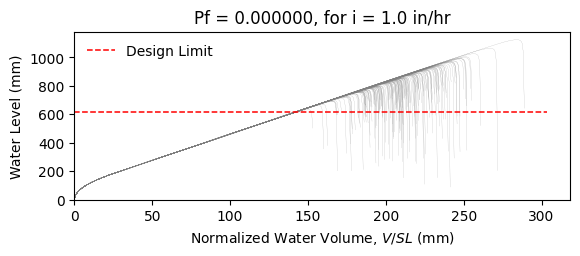 Pf = 0.000000, for i = 1.0 in/hr
Design Limit
Water Level (mm)
1000
800
600
400
200
0
0 50 100 150 200 250 300
Normalized Water Volume, V/SL (mm)